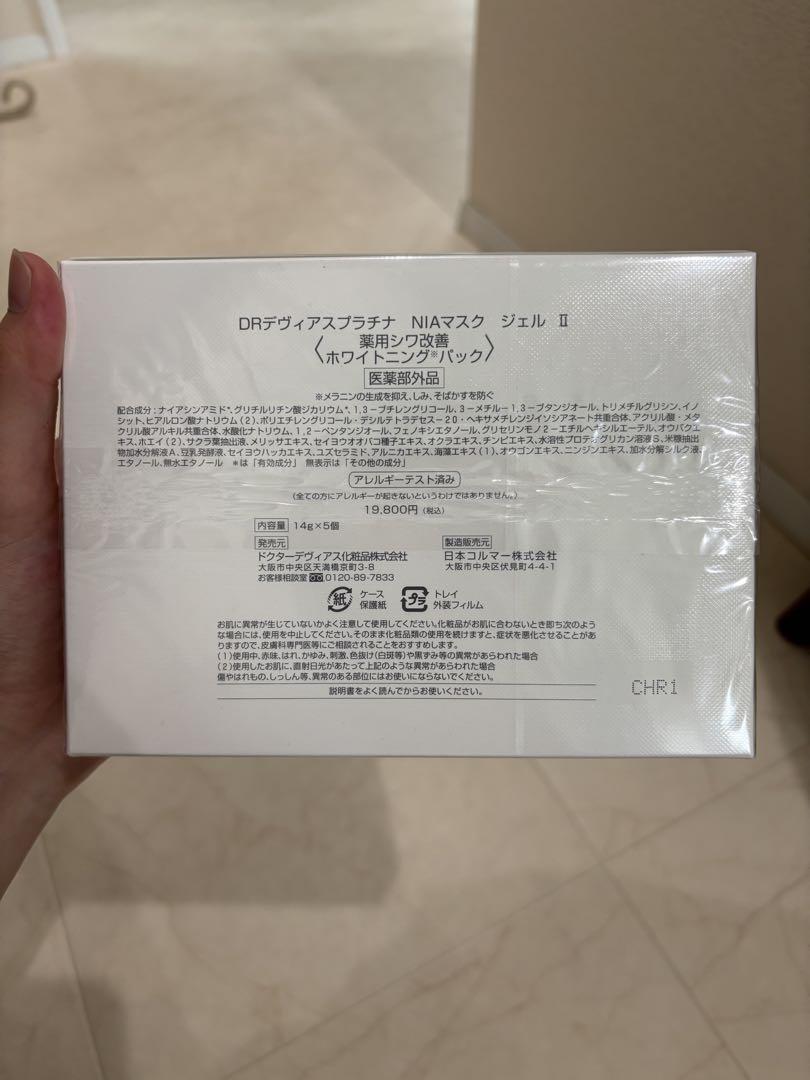 DRデヴィアスプラチナ NIAマスク ジェル Ⅱ
〈薬用シワ改善
ホワイトニング※パック〉
医薬部外品
※メラニンの生成を抑え、しみ、そばかすを防ぐ
配合成分：ナイアシンアミド*、グリチルリチン酸ジカリウム*、1,3－ブチレングリコール、3－メチル－1,3－ブタンジオール、トリメチルグリシン、イノ
シット、ヒアルロン酸ナトリウム（2）、ポリエチレングリコール・デシルテトラデセス－20・ヘキサメチレンジイソシアネート共重合体、アクリル酸・メタ
クリル酸アルキル共重合体、水酸化ナトリウム、1,2－ペンタンジオール、フェノキシエタノール、グリセリンモノ2－エチルヘキシルエーテル、オウバクエ
キス、ホエイ（2）、サクラ葉抽出液、メリッサエキス、セイヨウオオバコ種子エキス、オクラエキス、チンピエキス、水溶性プロテオグリカン溶液S、米糠抽出
物加水分解液A、豆乳発酵液、セイヨウハッカエキス、ユズセラミド、アルニカエキス、海藻エキス（1）、オウゴンエキス、ニンジンエキス、加水分解シルク液、
エタノール、無水エタノール *は「有効成分」 無表示は「その他の成分」
アレルギーテスト済み
（全ての方にアレルギーが起きないというわけではありません。）
19,800円（税込）
内容量 14g×5個
発売元
ドクターデヴィアス化粧品株式会社
大阪市中央区天満橋京町3-8
お客様相談室 0120-89-7833
製造販売元
日本コルマー株式会社
大阪市中央区伏見町4-4-1
紙 ケース
保護紙
プラ トレイ
外装フィルム
お肌に異常が生じていないかよく注意して使用してください。化粧品がお肌に合わないとき即ち次のよう
な場合には、使用を中止してください。そのまま化粧品類の使用を続けますと、症状を悪化させることがあ
りますので、皮膚科専門医等にご相談されることをおすすめします。
（1）使用中、赤味、はれ、かゆみ、刺激、色抜け（白斑等）や黒ずみ等の異常があらわれた場合
（2）使用したお肌に、直射日光があたって上記のような異常があらわれた場合
傷やはれもの、しっしん等、異常のある部位にはお使いにならないでください。
説明書をよく読んでからお使いください。
CHR1